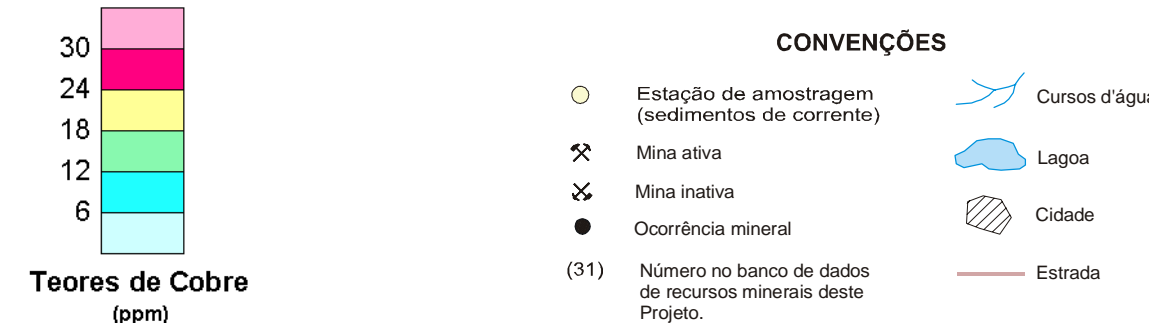 30
24
18
12
6
Teores de Cobre
(ppm)
CONVENÇÕES
Estação de amostragem
(sedimentos de corrente)
Mina ativa
Mina inativa
Ocorrência mineral
(31)
Número no banco de dados
de recursos minerais deste
Projeto.
Cursos d'água
Lagoa
Cidade
Estrada